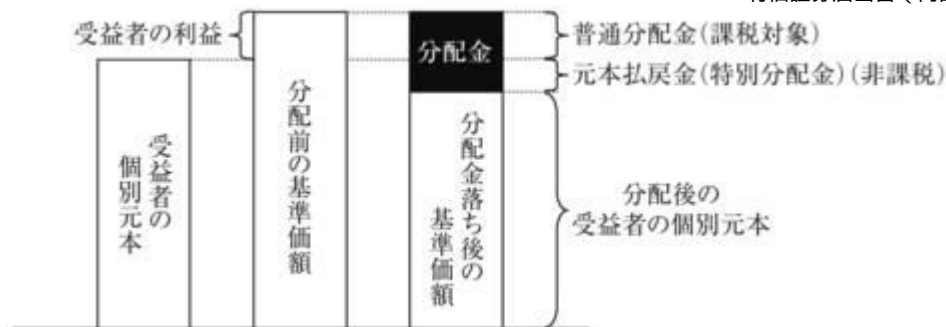 受益者の利益
分配金
普通分配金(課税対象)
元本払戻金(特別分配金)(非課税)
受益者の
個別元本
分配前の基準価額
分配金落ち後の
基準価額
分配後の
受益者の個別元本